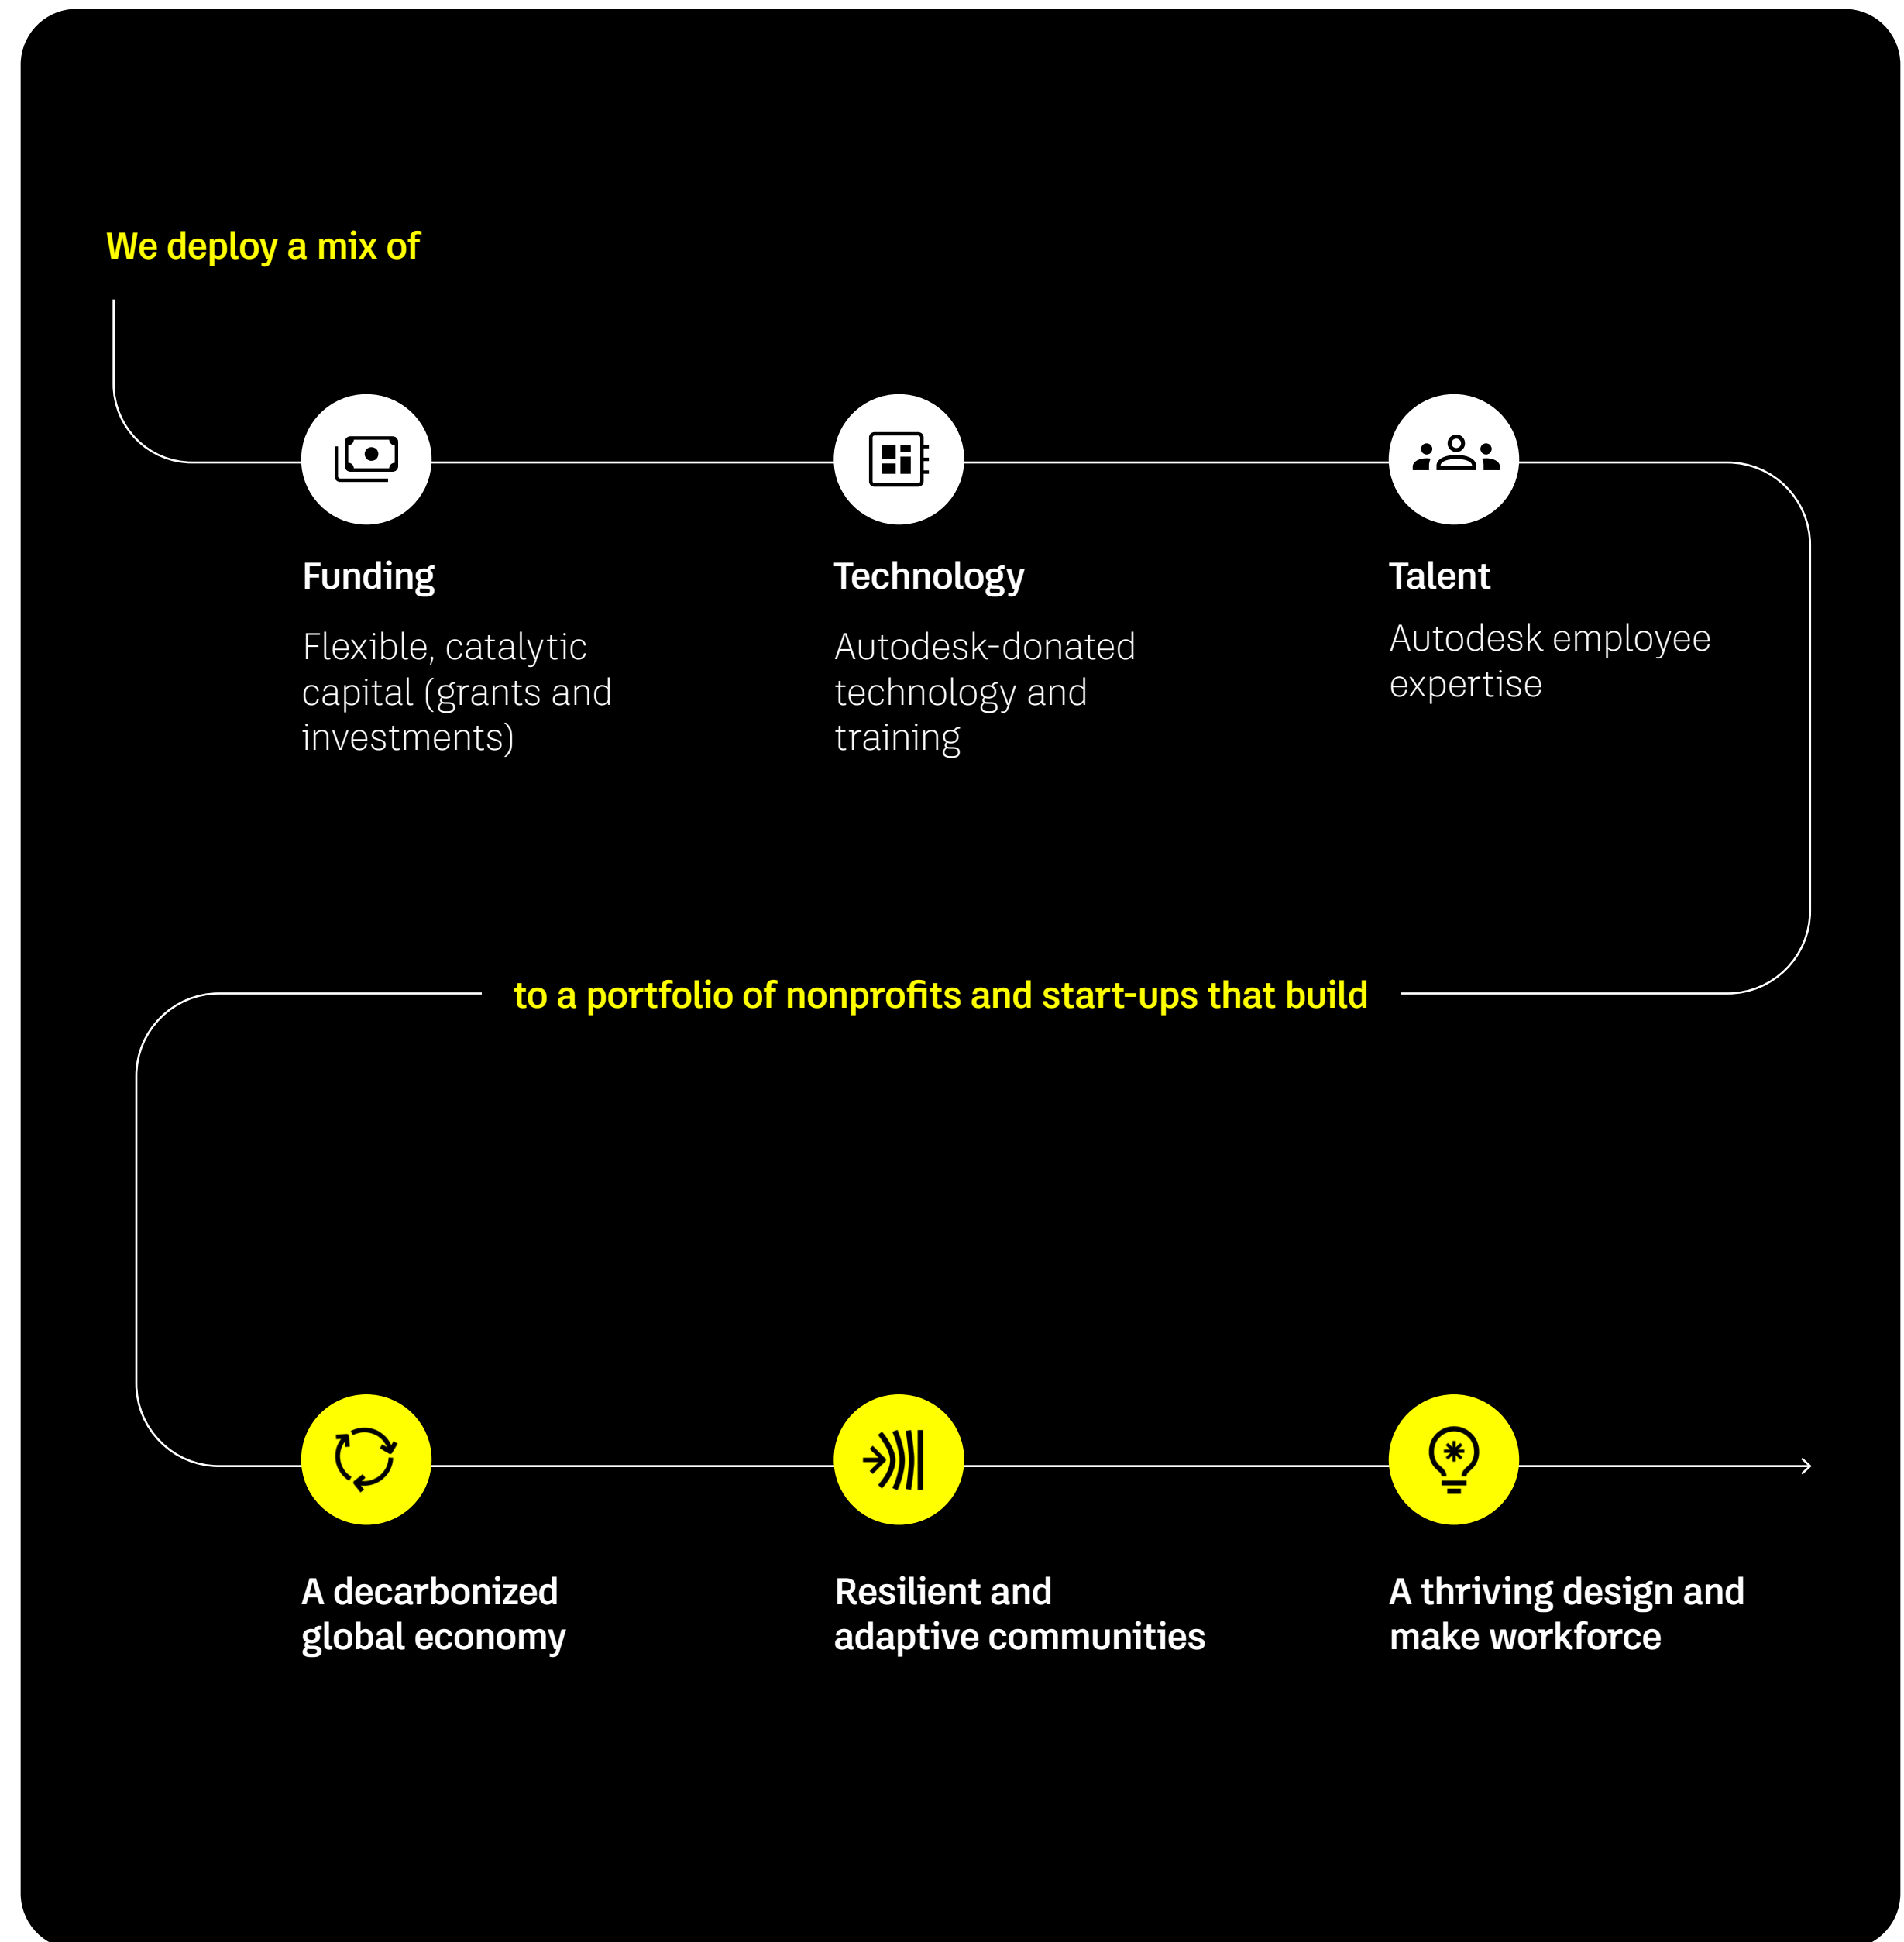 We deploy a mix of
Funding
Flexible, catalytic
capital (grants and
investments)
Technology
Autodesk-donated
technology and
training
Talent
Autodesk employee
expertise
to a portfolio of nonprofits and start-ups that build
A decarbonized
global economy
Resilient and
adaptive communities
A thriving design and
make workforce